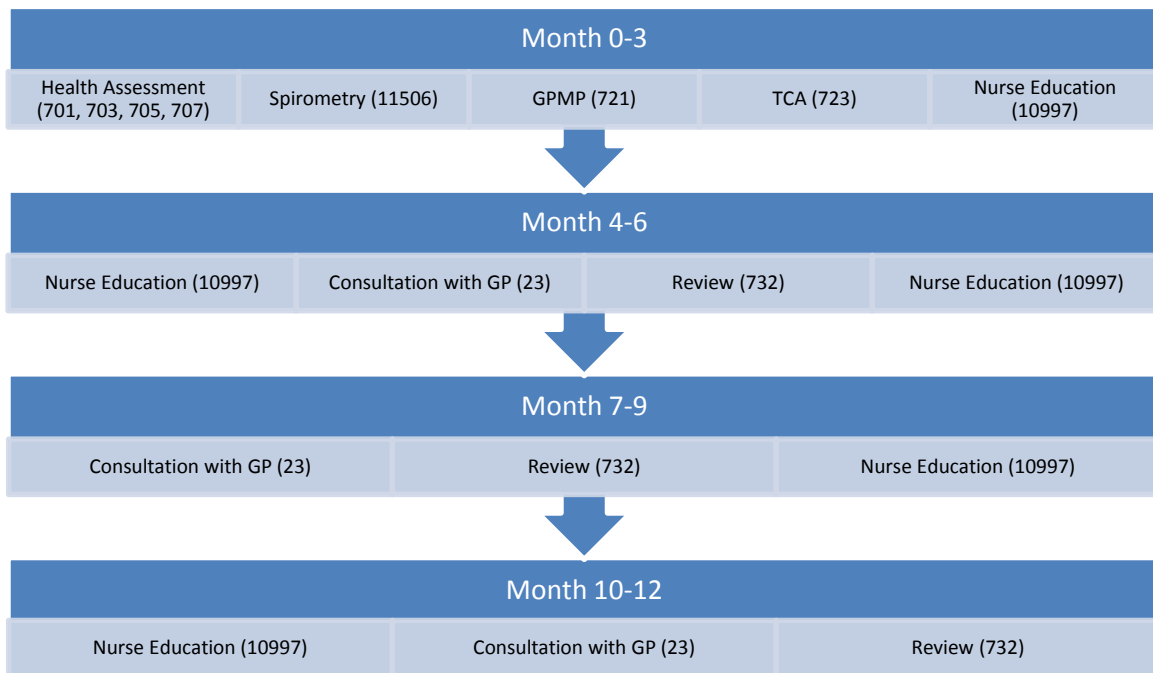 Month 0-3
Health Assessment
(701, 703, 705, 707)
Spirometry (11506)
GPMP (721)
TCA (723)
Nurse Education
(10997)
Month 4-6
Nurse Education (10997)
Consultation with GP (23)
Review (732)
Nurse Education (10997)
Month 7-9
Consultation with GP (23)
Review (732)
Nurse Education (10997)
Month 10-12
Nurse Education (10997)
Consultation with GP (23)
Review (732)